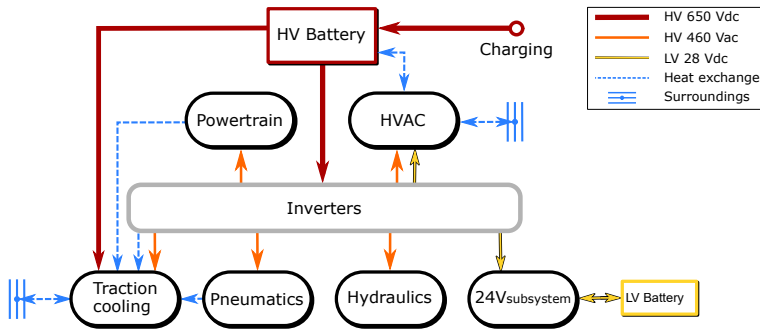 HV Battery
Charging
HV 650 Vdc
HV 460 Vac
LV 28 Vdc
Heat exchange
Surroundings
Powertrain
HVAC
Inverters
Traction
cooling
Pneumatics
Hydraulics
24Vsubsystem
LV Battery